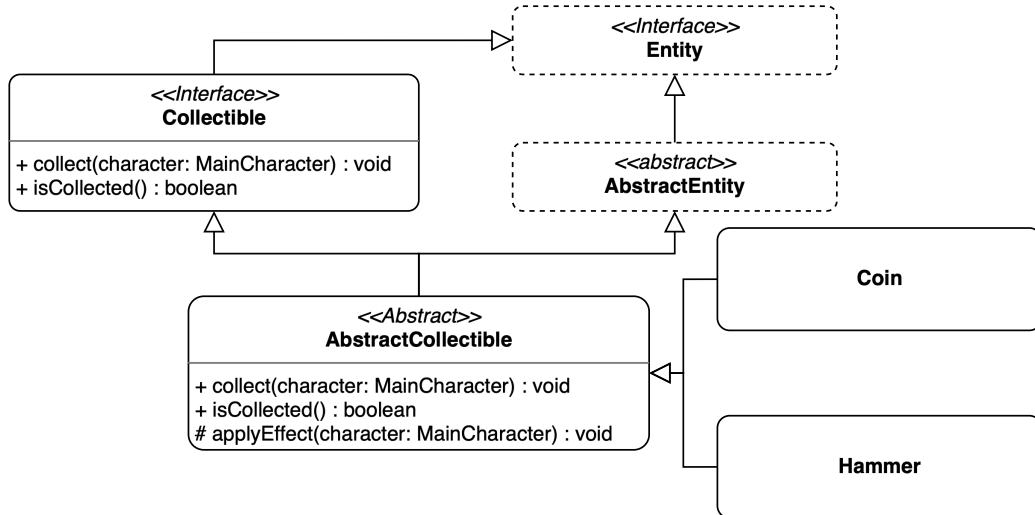 <<Interface>>
Entity
<<Interface>>
Collectible
+ collect(character: MainCharacter) : void
+ isCollected() : boolean
<<abstract>>
AbstractEntity
Coin
<<Abstract>>
AbstractCollectible
+ collect(character: MainCharacter) : void
+ isCollected() : boolean
# applyEffect(character: MainCharacter) : void
Hammer